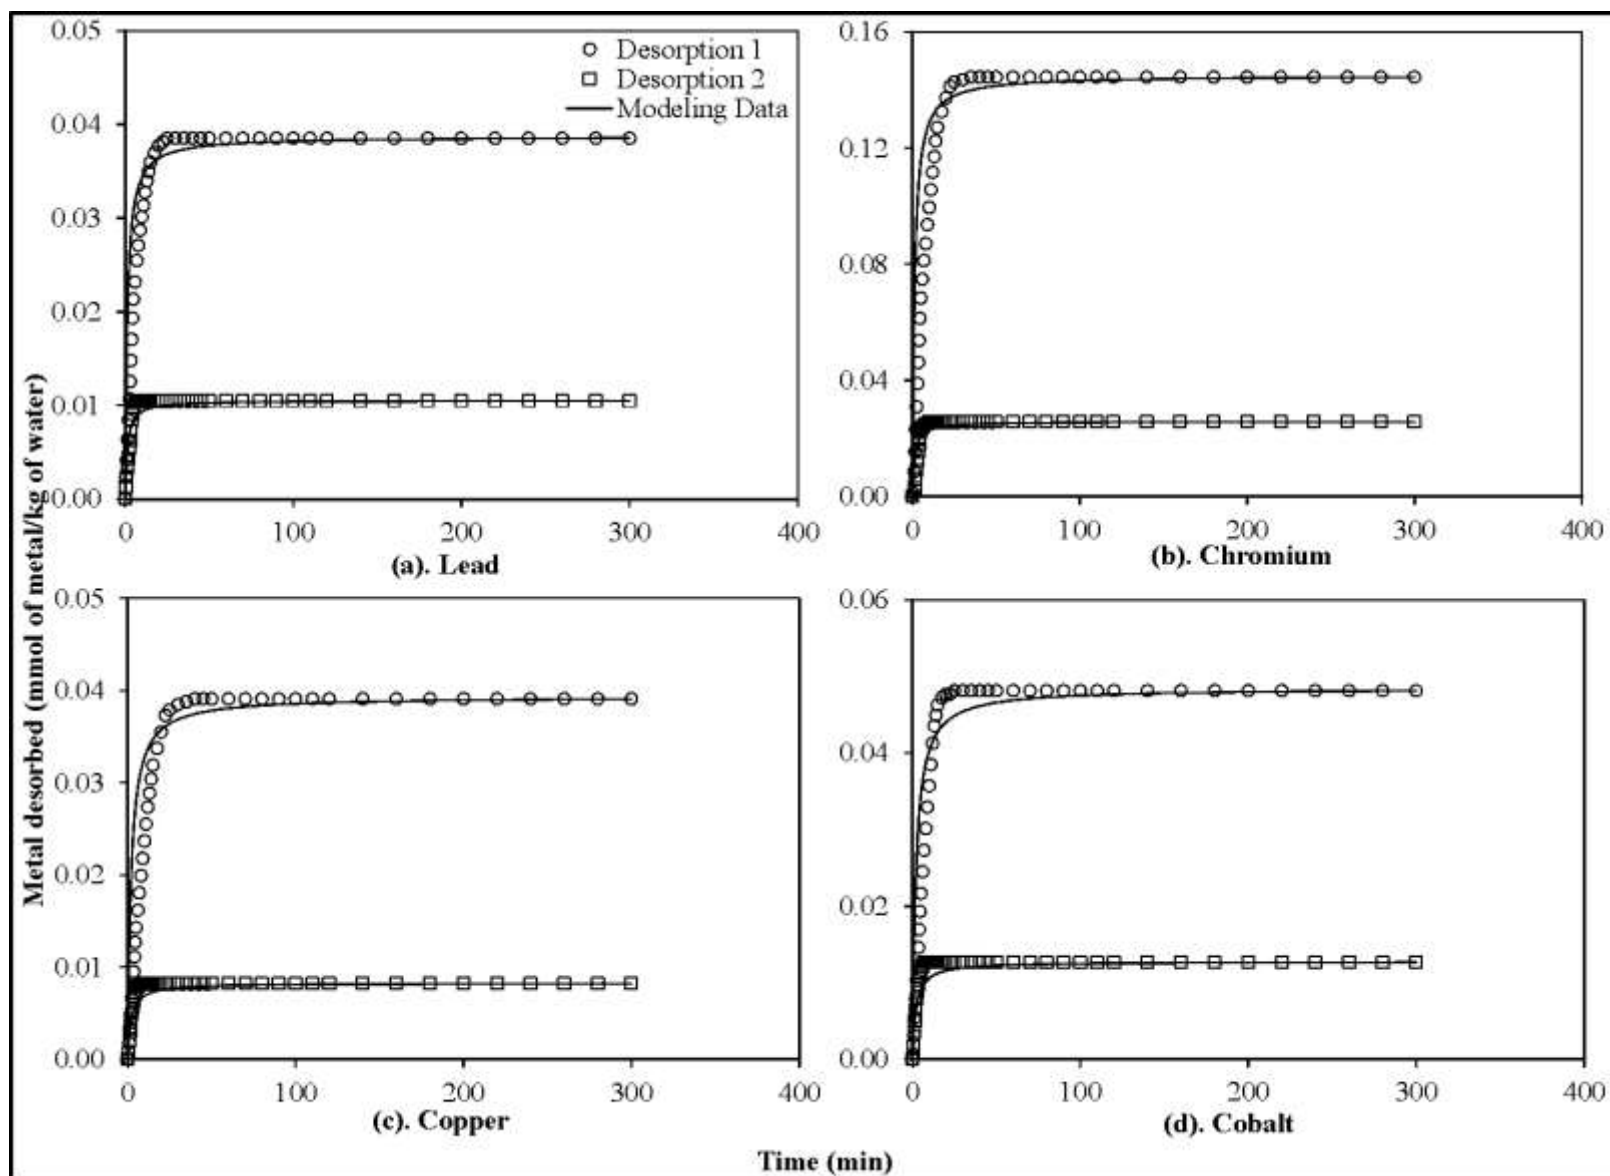 Metal desorbed (mmol of metal/kg of water)
0.05
0.04
0.03
0.02
0.01
0.00
Desorption 1
Desorption 2
Modeling Data
0 100 200 300 400
(a). Lead
0.16
0.12
0.08
0.04
0.00
0 100 200 300 400
(b). Chromium
0.05
0.04
0.03
0.02
0.01
0.00
0 100 200 300 400
(c). Copper
0.06
0.04
0.02
0.00
0 100 200 300 400
(d). Cobalt
Time (min)